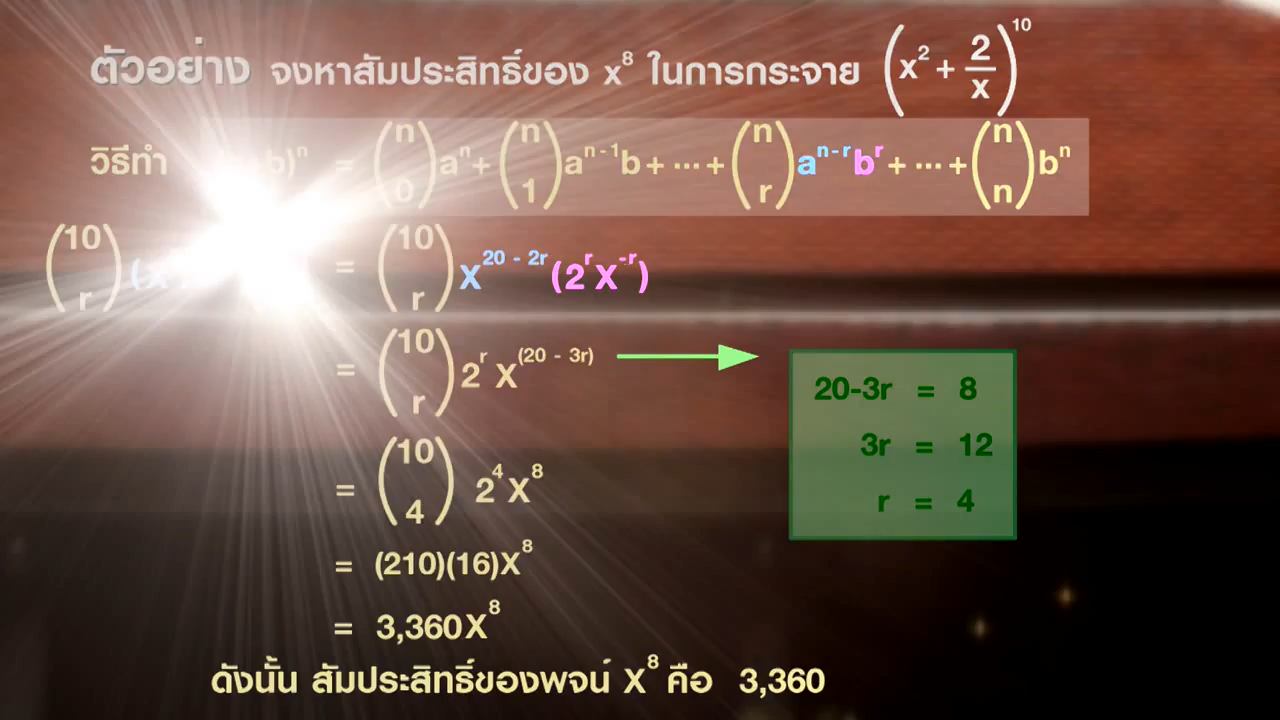 ตัวอย่าง จงหาสัมประสิทธิ์ของ x⁸ ในการกระจาย (x² + 2/x)¹⁰
วิธีทำ b)ⁿ = (n 0)aⁿ + (n 1)aⁿ⁻¹b + ... + (n r)aⁿ⁻ʳbʳ + ... + (n n)bⁿ
(10 r)(x = (10 r)X²⁰ ⁻ ²ʳ(2ʳX⁻ʳ)
= (10 r)2ʳX⁽²⁰ ⁻ ³ʳ⁾
20-3r = 8
3r = 12
r = 4
= (10 4) 2⁴X⁸
= (210)(16)X⁸
= 3,360X⁸
ดังนั้น สัมประสิทธิ์ของพจน์ X⁸ คือ 3,360